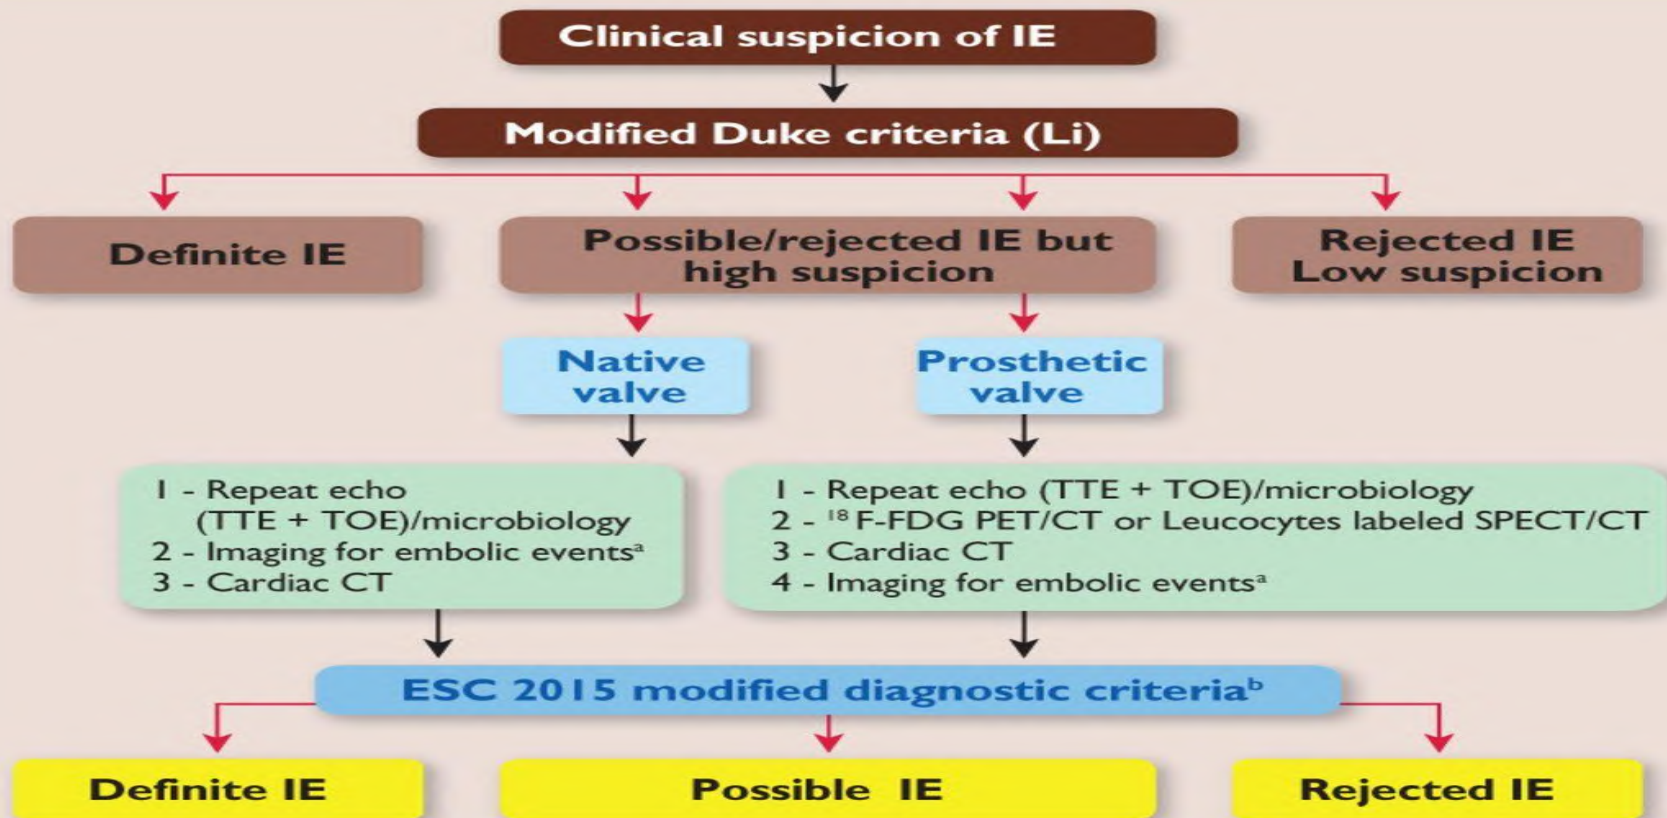 Clinical suspicion of IE
Modified Duke criteria (Li)
Definite IE
Possible/rejected IE but
high suspicion
Rejected IE
Low suspicion
Native
valve
Prosthetic
valve
1 - Repeat echo
(TTE + TOE)/microbiology
2 - Imaging for embolic eventsᵃ
3 - Cardiac CT
1 - Repeat echo (TTE + TOE)/microbiology
2 - ¹⁸F-FDG PET/CT or Leucocytes labeled SPECT/CT
3 - Cardiac CT
4 - Imaging for embolic eventsᵃ
ESC 2015 modified diagnostic criteriaᵇ
Definite IE
Possible IE
Rejected IE